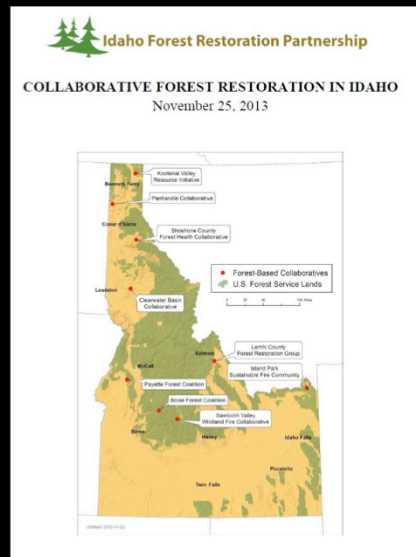 Idaho Forest Restoration Partnership
COLLABORATIVE FOREST RESTORATION IN IDAHO
November 25, 2013
Kootenai Valley
Resource Initiative
Bonners Ferry
Panhandle Collaborative
Coeur d'Alene
Shoshone County
Forest Health Collaborative
Forest-Based Collaboratives
U.S. Forest Service Lands
Lewiston
Clearwater Basin
Collaborative
Lemhi County
Forest Restoration Group
Salmon
Island Park
Sustainable Fire Community
McCall
Payette Forest Coalition
Boise Forest Coalition
Sawtooth Valley
Wildland Fire Collaborative
Boise
Hailey
Idaho Falls
Pocatello
Twin Falls